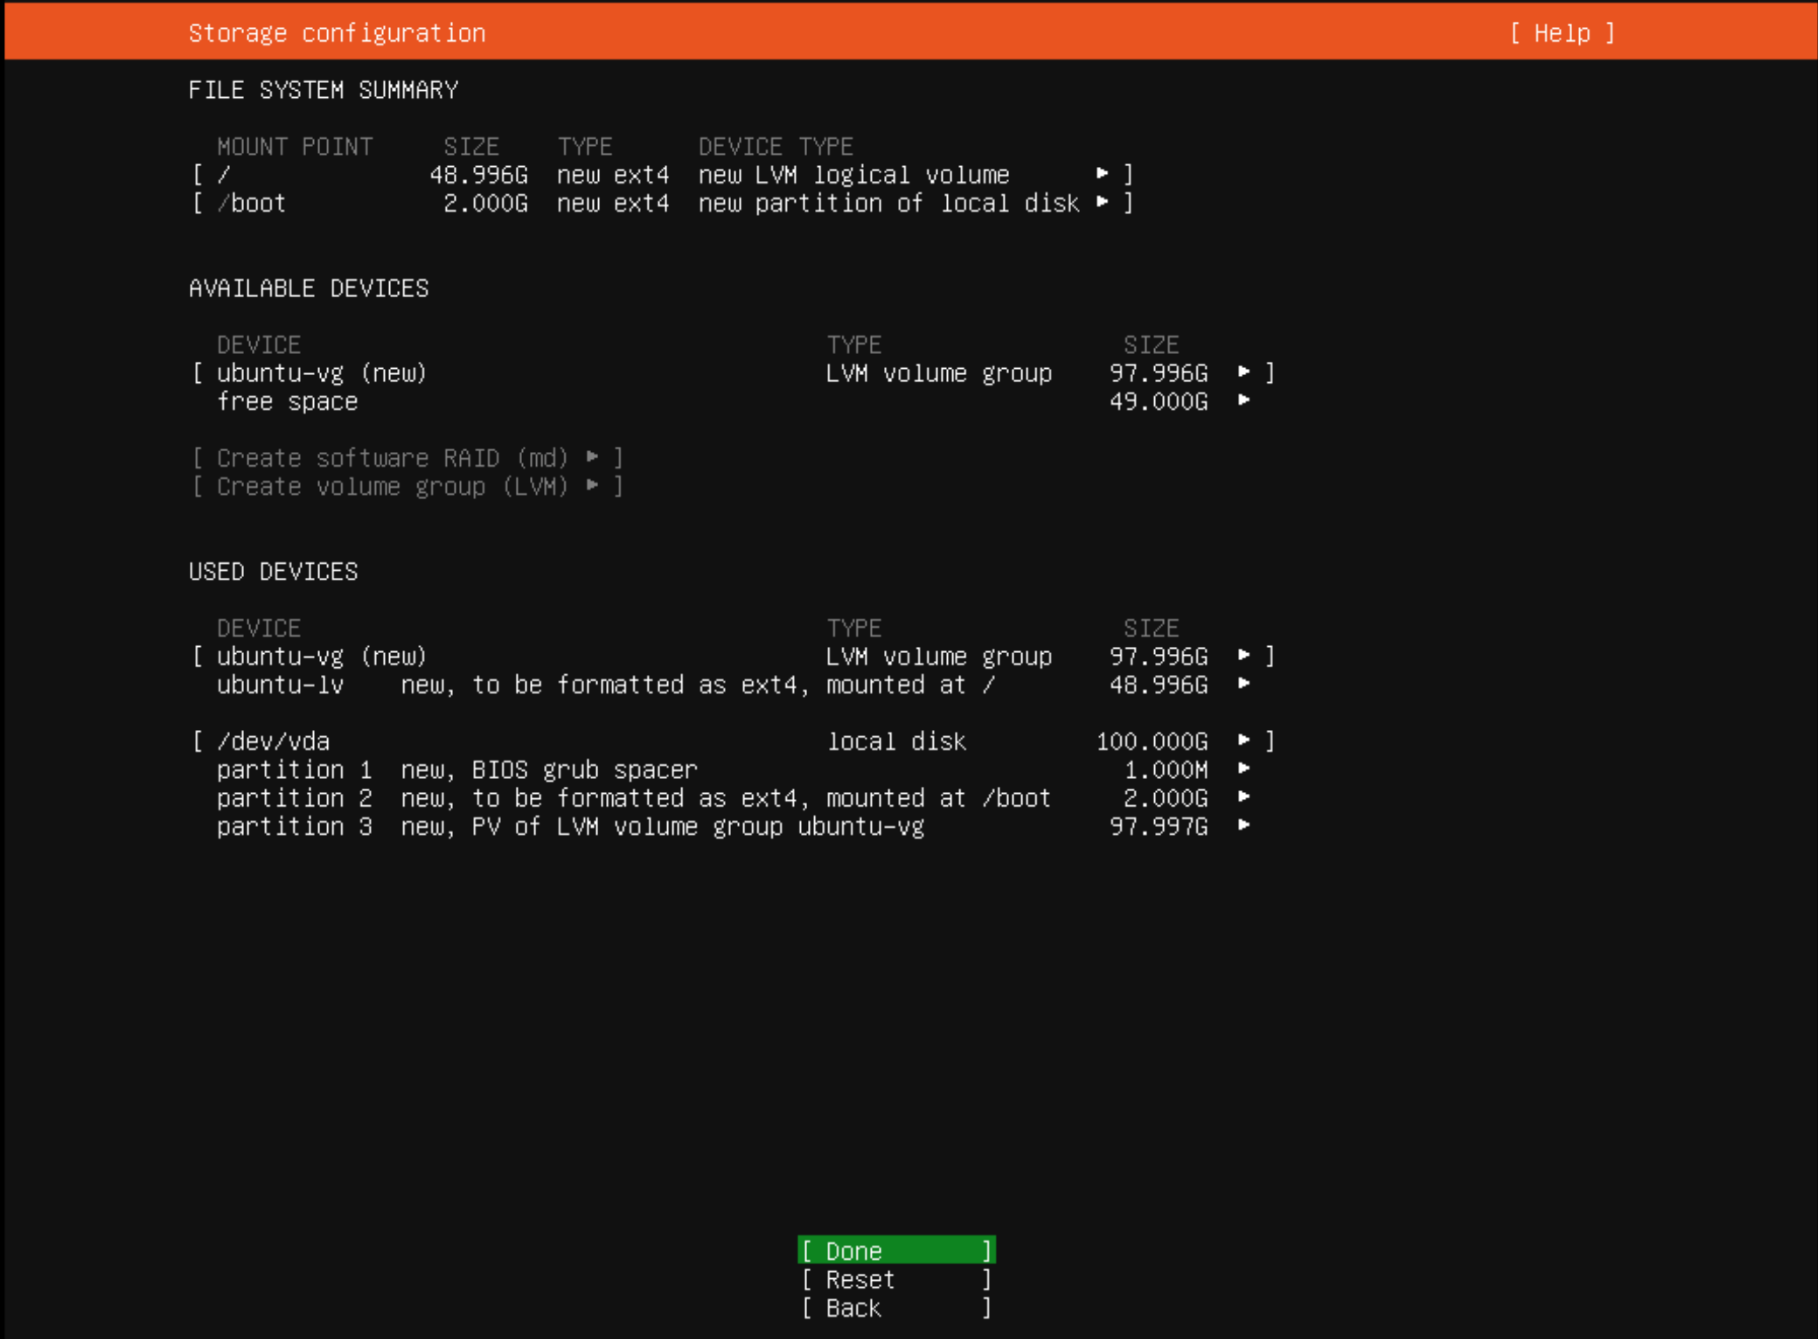 Storage configuration [ Help ]
FILE SYSTEM SUMMARY
MOUNT POINT SIZE TYPE DEVICE TYPE
[ / 48.996G new ext4 new LVM logical volume ▸ ]
[ /boot 2.000G new ext4 new partition of local disk ▸ ]
AVAILABLE DEVICES
DEVICE TYPE SIZE
[ ubuntu-vg (new) LVM volume group 97.996G ▸ ]
free space 49.000G ▸
[ Create software RAID (md) ▸ ]
[ Create volume group (LVM) ▸ ]
USED DEVICES
DEVICE TYPE SIZE
[ ubuntu-vg (new) LVM volume group 97.996G ▸ ]
ubuntu-lv new, to be formatted as ext4, mounted at / 48.996G ▸
[ /dev/vda local disk 100.000G ▸ ]
partition 1 new, BIOS grub spacer 1.000M ▸
partition 2 new, to be formatted as ext4, mounted at /boot 2.000G ▸
partition 3 new, PV of LVM volume group ubuntu-vg 97.997G ▸
[ Done ]
[ Reset ]
[ Back ]